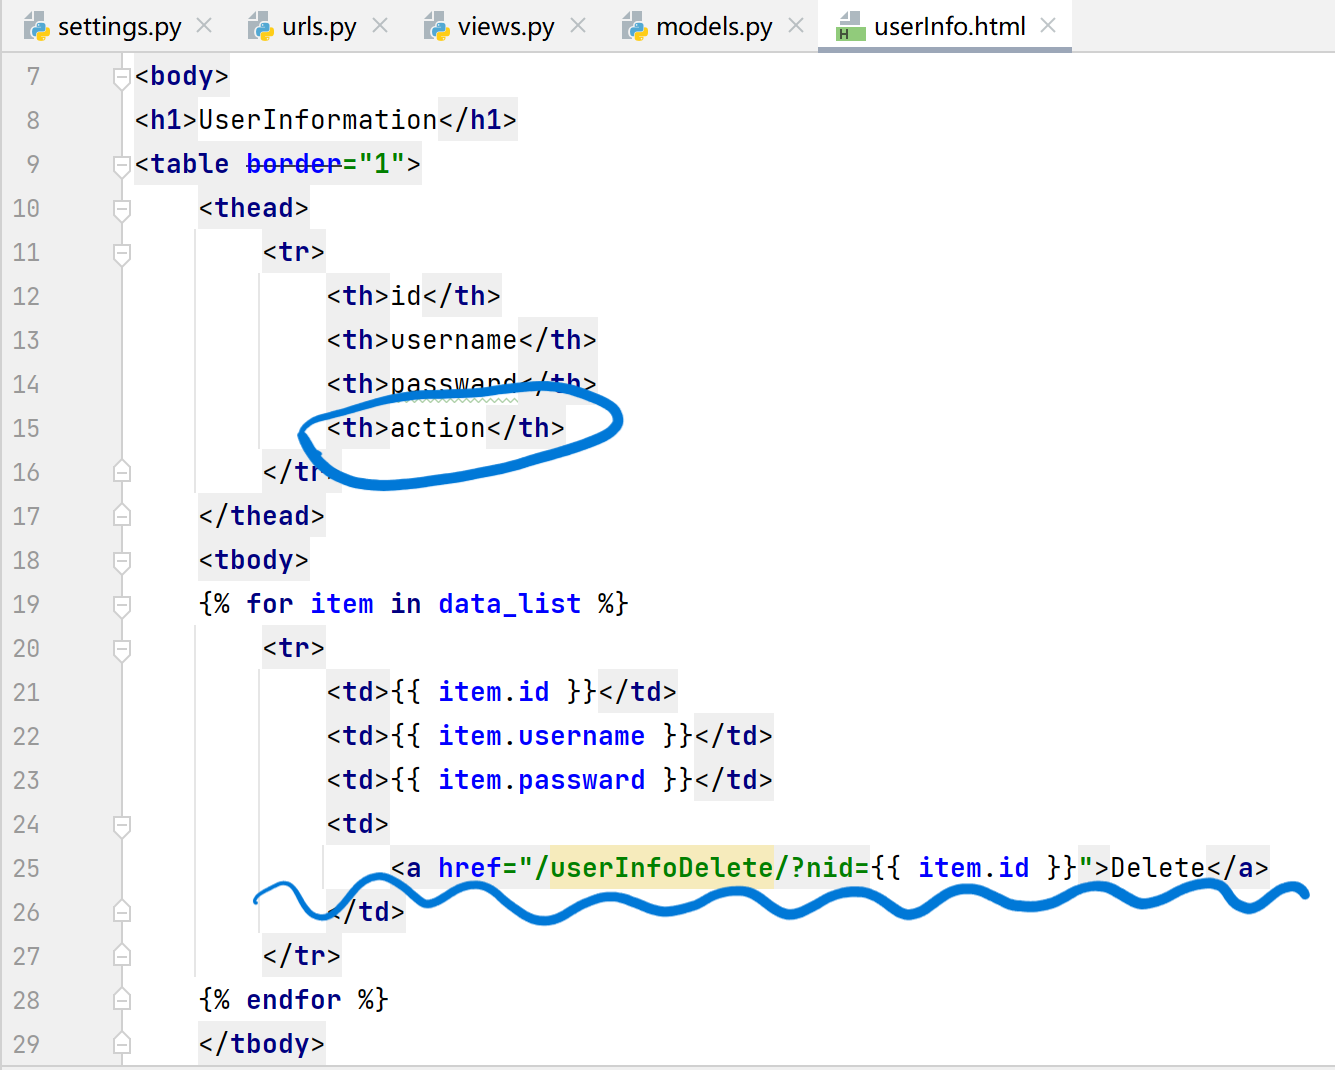 settings.py urls.py views.py models.py H userInfo.html
7 <body>
8 <h1>UserInformation</h1>
9 <table border="1">
10 <thead>
11 <tr>
12 <th>id</th>
13 <th>username</th>
14 <th>passward</th>
15 <th>action</th>
16 </tr>
17 </thead>
18 <tbody>
19 {% for item in data_list %}
20 <tr>
21 <td>{{ item.id }}</td>
22 <td>{{ item.username }}</td>
23 <td>{{ item.passward }}</td>
24 <td>
25 <a href="/userInfoDelete/?nid={{ item.id }}">Delete</a>
26 </td>
27 </tr>
28 {% endfor %}
29 </tbody>